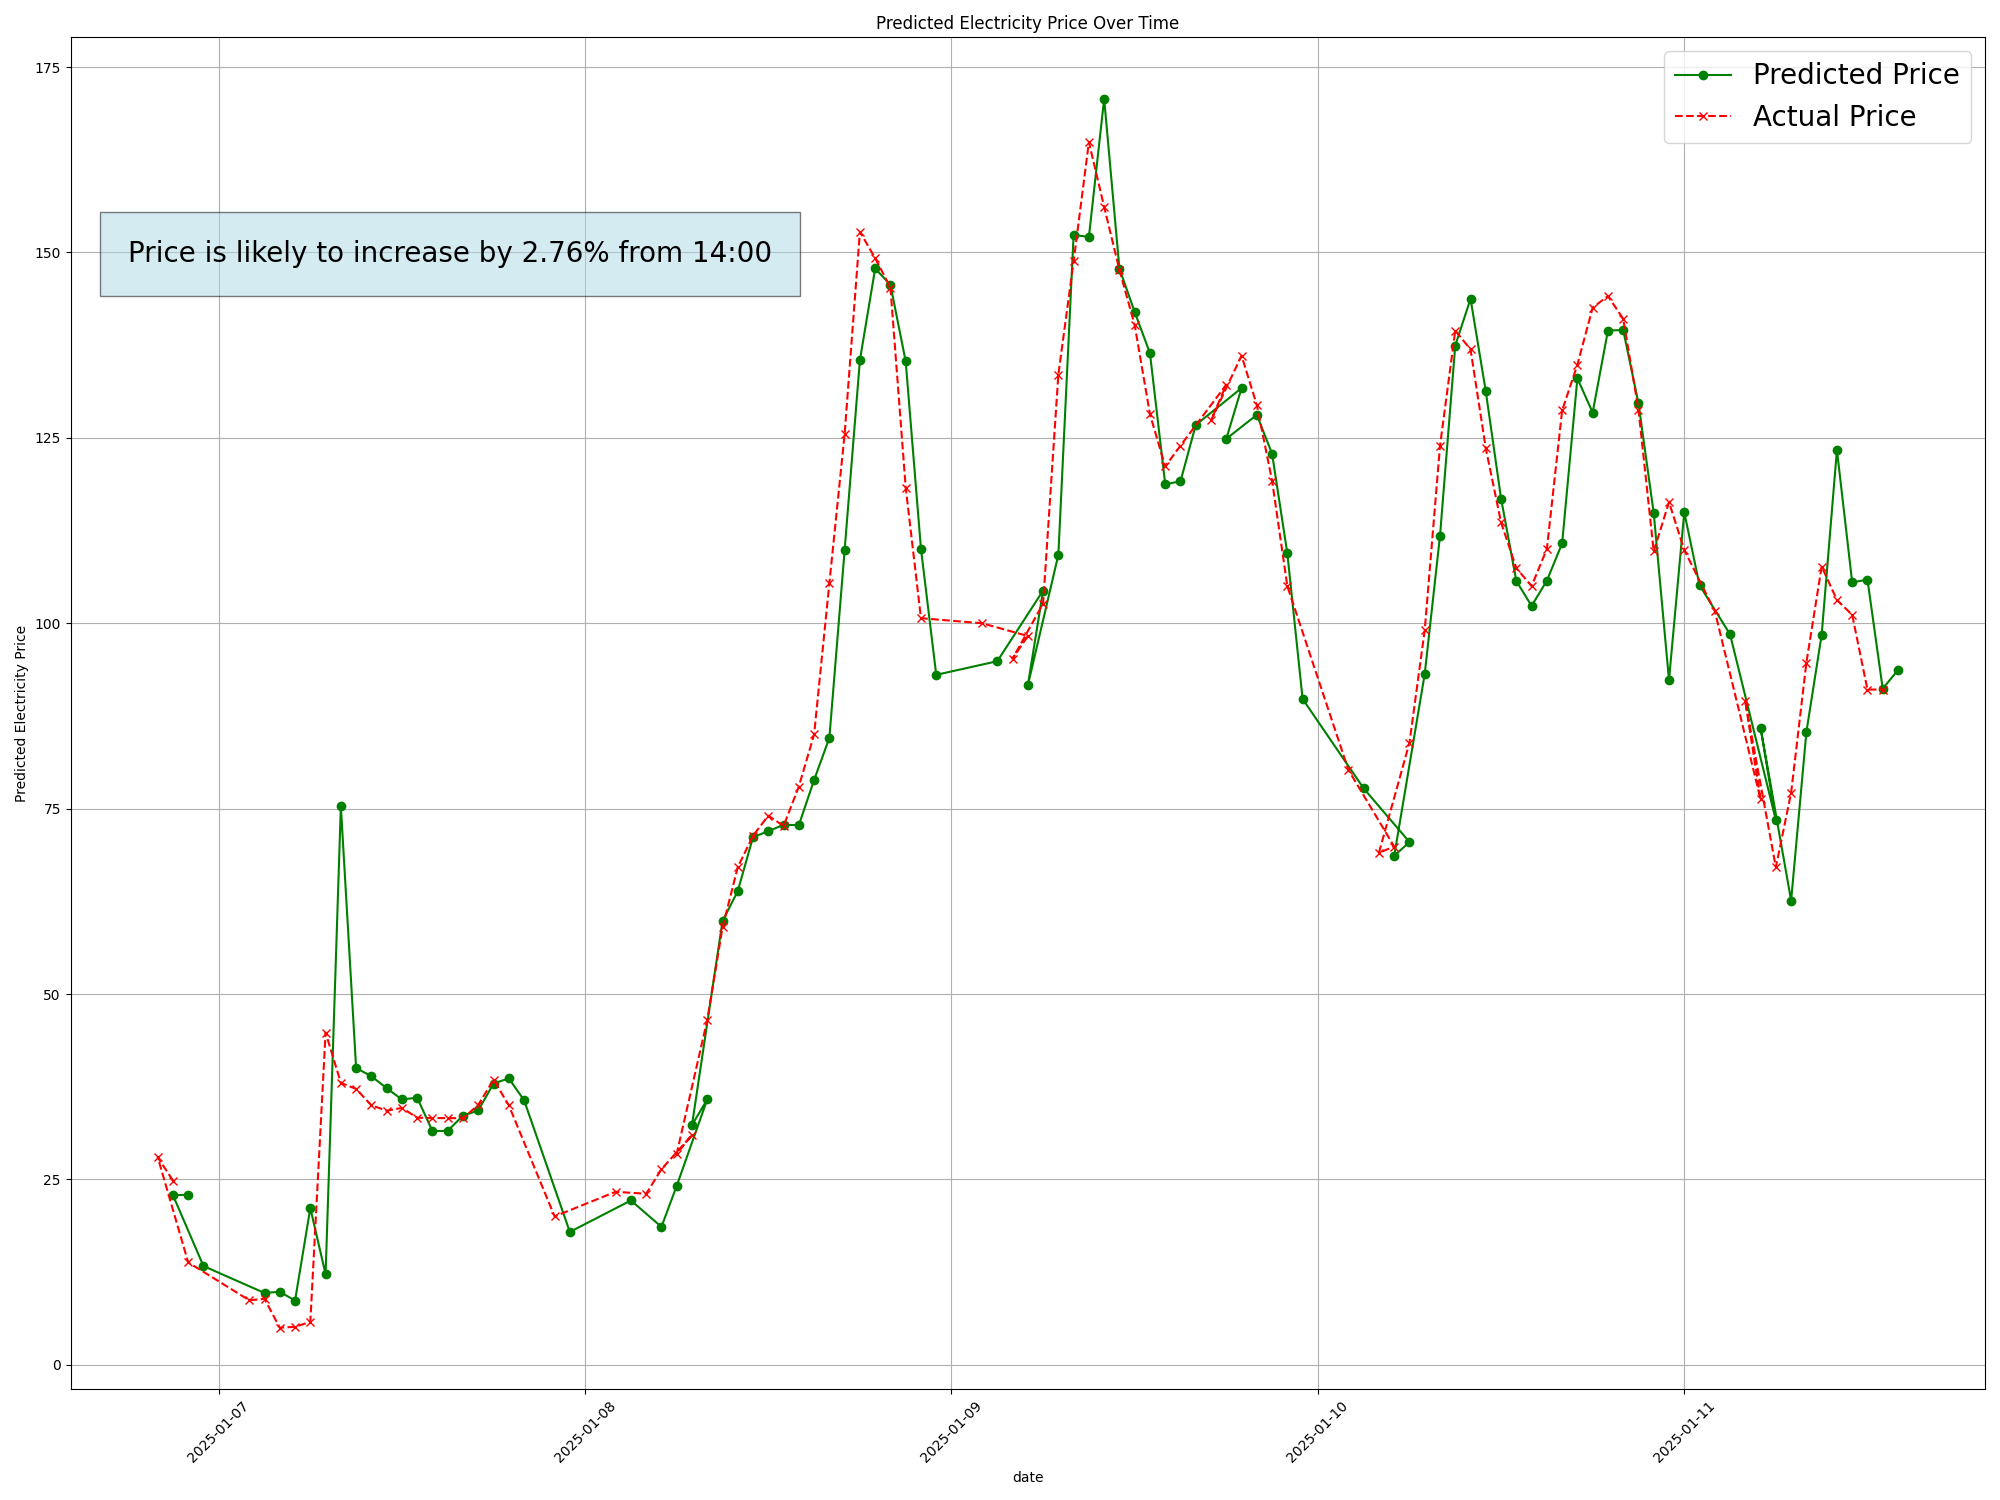 Predicted Electricity Price Over Time
Predicted Price
Actual Price
Price is likely to increase by 2.76% from 14:00
Predicted Electricity Price
175
150
125
100
75
50
25
0
2025-01-07
2025-01-08
2025-01-09
2025-01-10
2025-01-11
date